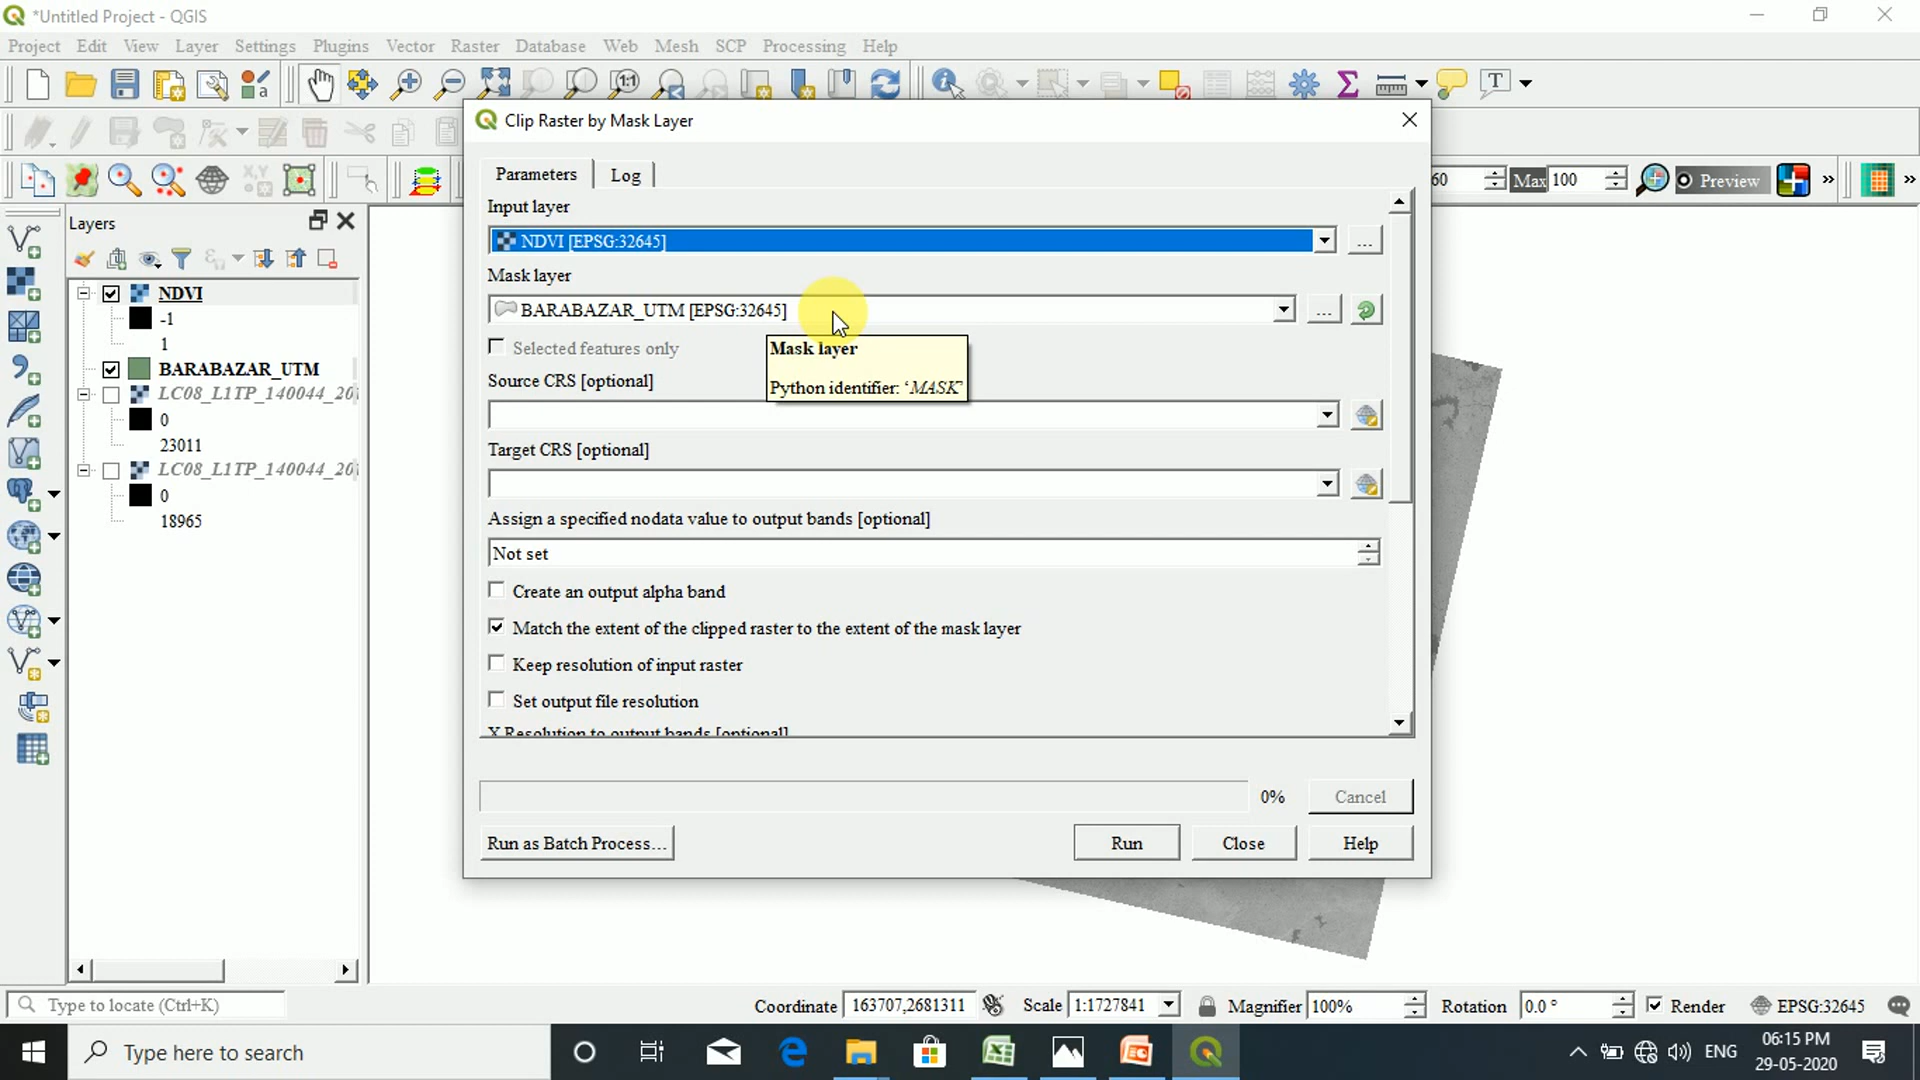 *Untitled Project - QGIS
Project Edit View Layer Settings Plugins Vector Raster Database Web Mesh SCP Processing Help
Clip Raster by Mask Layer
Parameters
Log
60
Max 100
Preview
Layers
NDVI
-1
1
BARABAZAR_UTM
LC08_L1TP_140044_20
0
23011
LC08_L1TP_140044_20
0
18965
Input layer
NDVI [EPSG:32645]
...
Mask layer
BARABAZAR_UTM [EPSG:32645]
...
Selected features only
Mask layer
Python identifier: ‘MASK’
Source CRS [optional]
Target CRS [optional]
Assign a specified nodata value to output bands [optional]
Not set
Create an output alpha band
Match the extent of the clipped raster to the extent of the mask layer
Keep resolution of input raster
Set output file resolution
X Resolution to output bands [optional]
0%
Cancel
Run as Batch Process...
Run
Close
Help
Type to locate (Ctrl+K)
Coordinate 163707,2681311
Scale 1:1727841
Magnifier 100%
Rotation 0.0 °
Render
EPSG:32645
Type here to search
ENG
06:15 PM
29-05-2020